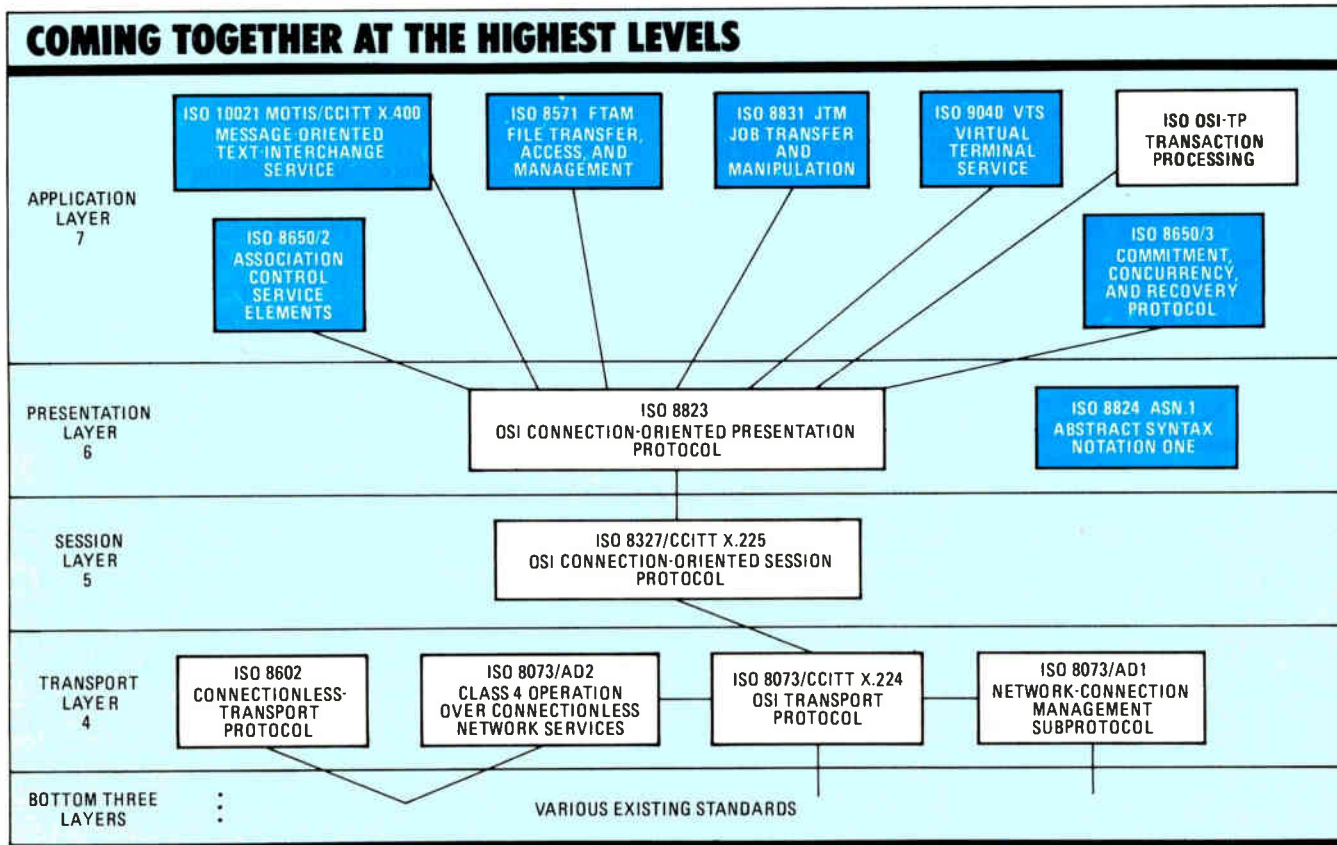 COMING TOGETHER AT THE HIGHEST LEVELS
APPLICATION
LAYER
7
ISO 10021 MOTIS/CCITT X.400
MESSAGE-ORIENTED
TEXT-INTERCHANGE
SERVICE
ISO 8571 FTAM
FILE TRANSFER,
ACCESS, AND
MANAGEMENT
ISO 8831 JTM
JOB TRANSFER
AND
MANIPULATION
ISO 9040 VTS
VIRTUAL
TERMINAL
SERVICE
ISO OSI-TP
TRANSACTION
PROCESSING
ISO 8650/2
ASSOCIATION
CONTROL
SERVICE
ELEMENTS
ISO 8650/3
COMMITMENT,
CONCURRENCY,
AND RECOVERY
PROTOCOL
PRESENTATION
LAYER
6
ISO 8823
OSI CONNECTION-ORIENTED PRESENTATION
PROTOCOL
ISO 8824 ASN.1
ABSTRACT SYNTAX
NOTATION ONE
SESSION
LAYER
5
ISO 8327/CCITT X.225
OSI CONNECTION-ORIENTED SESSION
PROTOCOL
TRANSPORT
LAYER
4
ISO 8602
CONNECTIONLESS-
TRANSPORT
PROTOCOL
ISO 8073/AD2
CLASS 4 OPERATION
OVER CONNECTIONLESS
NETWORK SERVICES
ISO 8073/CCITT X.224
OSI TRANSPORT
PROTOCOL
ISO 8073/AD1
NETWORK-CONNECTION
MANAGEMENT
SUBPROTOCOL
BOTTOM THREE
LAYERS
VARIOUS EXISTING STANDARDS